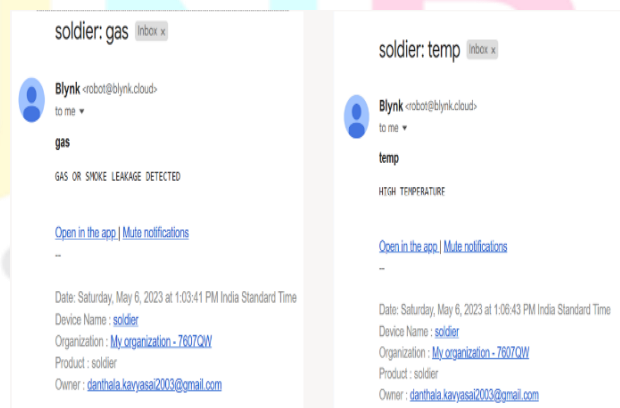 soldier: gas Inbox x
Blynk <robot@blynk.cloud>
to me
gas
GAS OR SMOKE LEAKAGE DETECTED
Open in the app | Mute notifications
--
Date: Saturday, May 6, 2023 at 1:03:41 PM India Standard Time
Device Name : soldier
Organization : My organization - 7607QW
Product : soldier
Owner : danthala.kavyasai2003@gmail.com
soldier: temp Inbox x
Blynk <robot@blynk.cloud>
to me
temp
HIGH TEMPERATURE
Open in the app | Mute notifications
--
Date: Saturday, May 6, 2023 at 1:06:43 PM India Standard Time
Device Name : soldier
Organization : My organization - 7607QW
Product : soldier
Owner : danthala.kavyasai2003@gmail.com